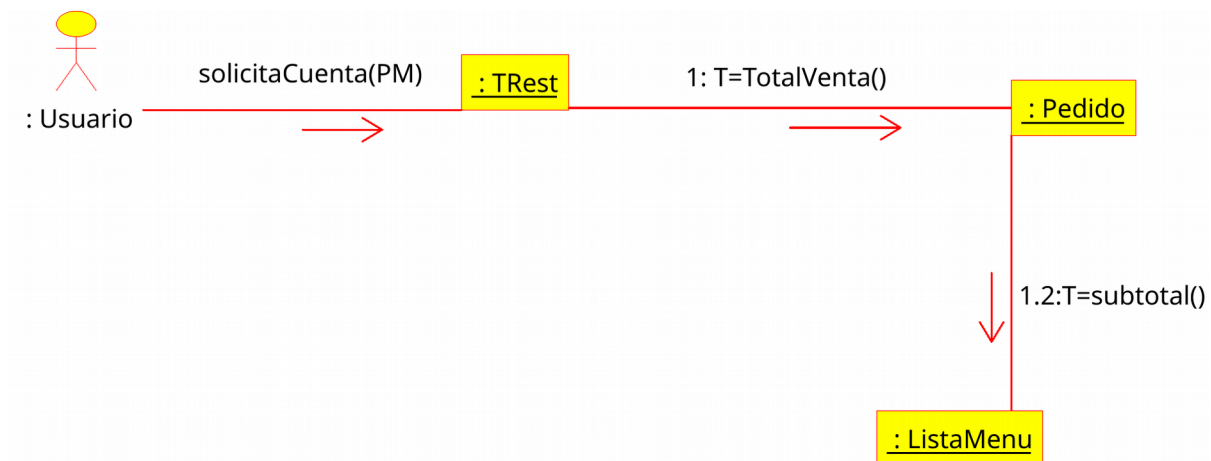 solicitaCuenta(PM)
: TRest
1: T=TotalVenta()
: Pedido
: Usuario
1.2:T=subtotal()
: ListaMenu